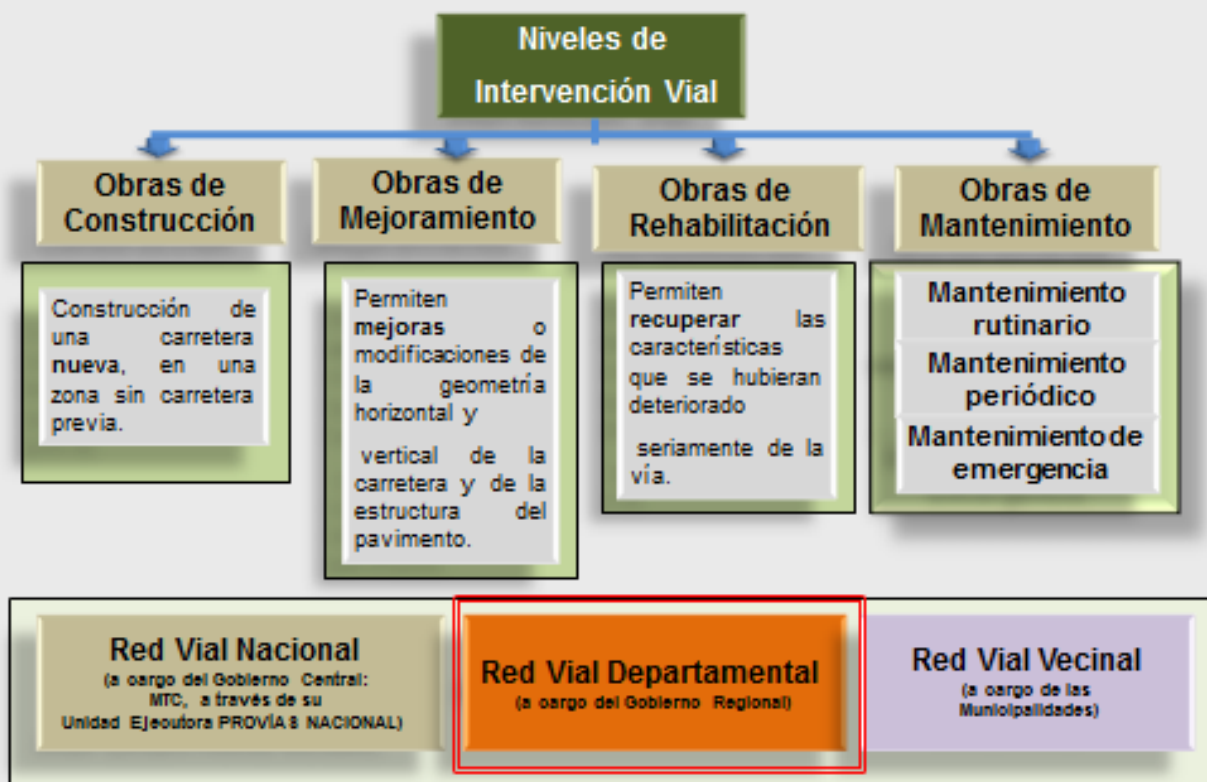 Niveles de
Intervención Vial
Obras de
Construcción
Construcción de
una carretera
nueva, en una
zona sin carretera
previa.
Obras de
Mejoramiento
Permiten
mejoras o
modificaciones de
la geometría
horizontal y
vertical de la
carretera y de la
estructura del
pavimento.
Obras de
Rehabilitación
Permiten
recuperar las
características
que se hubieran
deteriorado
seriamente de la
vía.
Obras de
Mantenimiento
Mantenimiento
rutinario
Mantenimiento
periódico
Mantenimiento de
emergencia
Red Vial Nacional
(a cargo del Gobierno Central:
MTC, a través de su
Unidad Ejecutora PROVÍAS NACIONAL)
Red Vial Departamental
(a cargo del Gobierno Regional)
Red Vial Vecinal
(a cargo de las
Municipalidades)